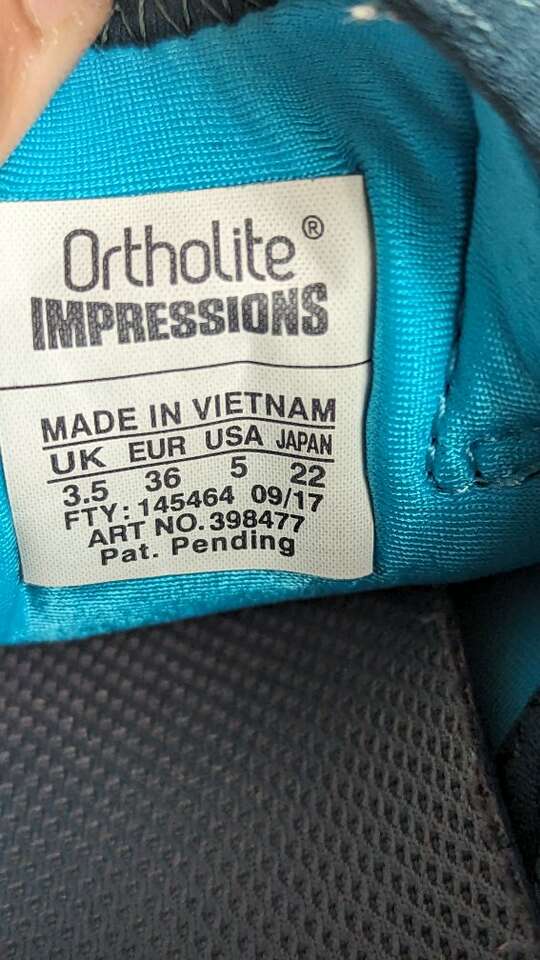 Ortholite®
IMPRESSIONS
MADE IN VIETNAM
UK EUR USA JAPAN
3.5 36 5 22
FTY: 145464 09/17
ART NO. 398477
Pat. Pending